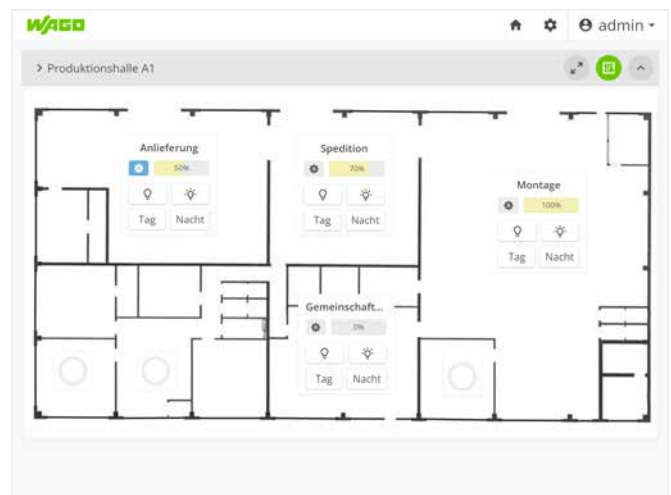 WAGO
admin
Produktionshalle A1
Anlieferung
50%
Tag Nacht
Spedition
70%
Tag Nacht
Montage
100%
Tag Nacht
Gemeinschaft...
0%
Tag Nacht